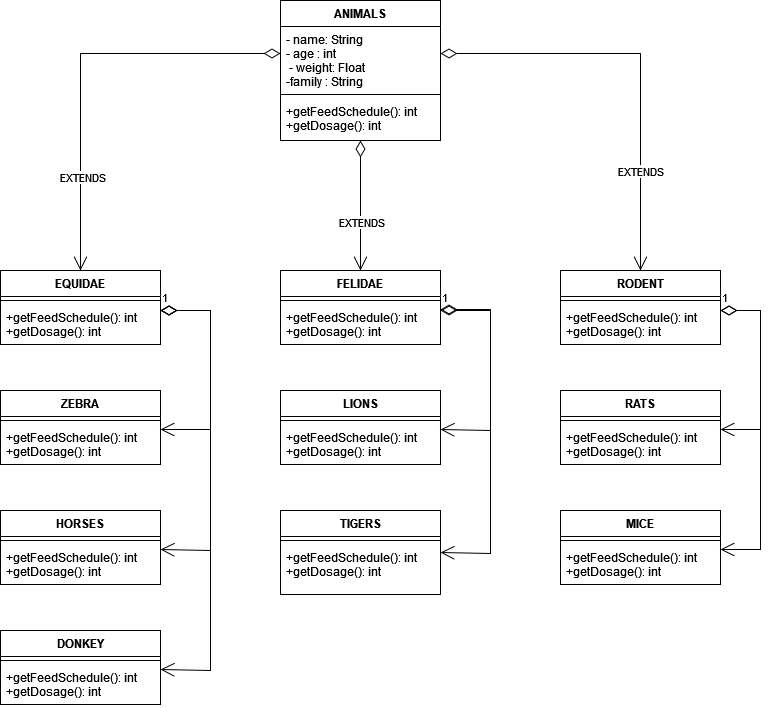 ANIMALS
- name: String
- age : int
- weight: Float
-family : String
+getFeedSchedule(): int
+getDosage(): int
EXTENDS
EXTENDS
EXTENDS
EQUIDAE
+getFeedSchedule(): int
+getDosage(): int
1
FELIDAE
+getFeedSchedule(): int
+getDosage(): int
1
RODENT
+getFeedSchedule(): int
+getDosage(): int
1
ZEBRA
+getFeedSchedule(): int
+getDosage(): int
LIONS
+getFeedSchedule(): int
+getDosage(): int
RATS
+getFeedSchedule(): int
+getDosage(): int
HORSES
+getFeedSchedule(): int
+getDosage(): int
TIGERS
+getFeedSchedule(): int
+getDosage(): int
MICE
+getFeedSchedule(): int
+getDosage(): int
DONKEY
+getFeedSchedule(): int
+getDosage(): int